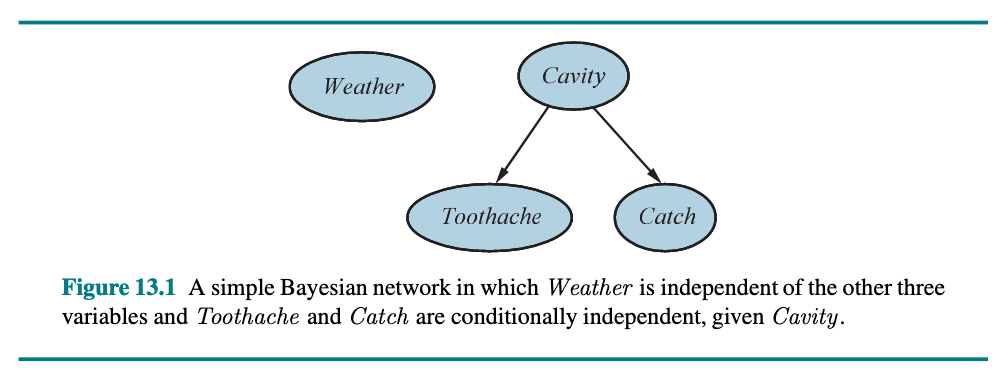 Weather
Cavity
Toothache
Catch
Figure 13.1 A simple Bayesian network in which Weather is independent of the other three
variables and Toothache and Catch are conditionally independent, given Cavity.